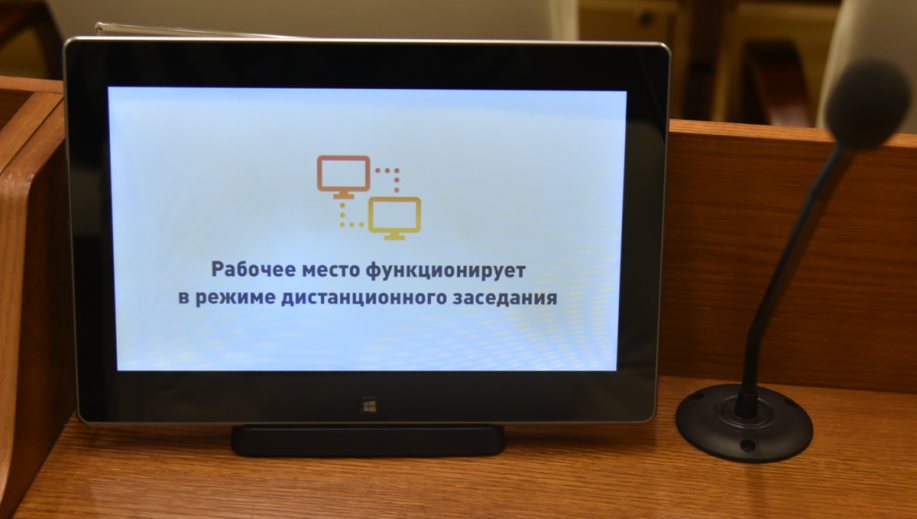 Рабочее место функционирует
в режиме дистанционного заседания